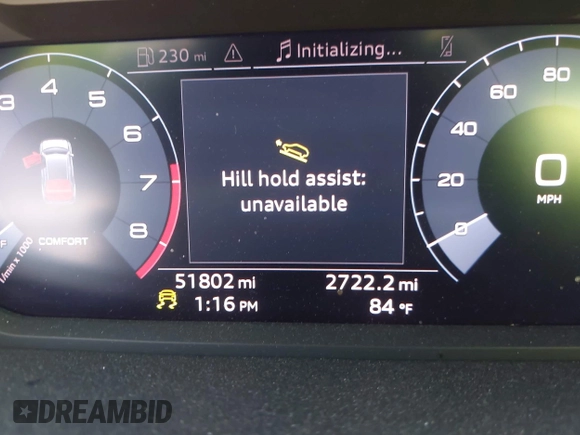 230 mi
Initializing...
3 4 5 6 7 8
COMFORT
l/min x 1000
F
Hill hold assist:
unavailable
80
60
40
20
0
0
MPH
51802 mi
2722.2 mi
1:16 PM
84 °F
DREAMBID